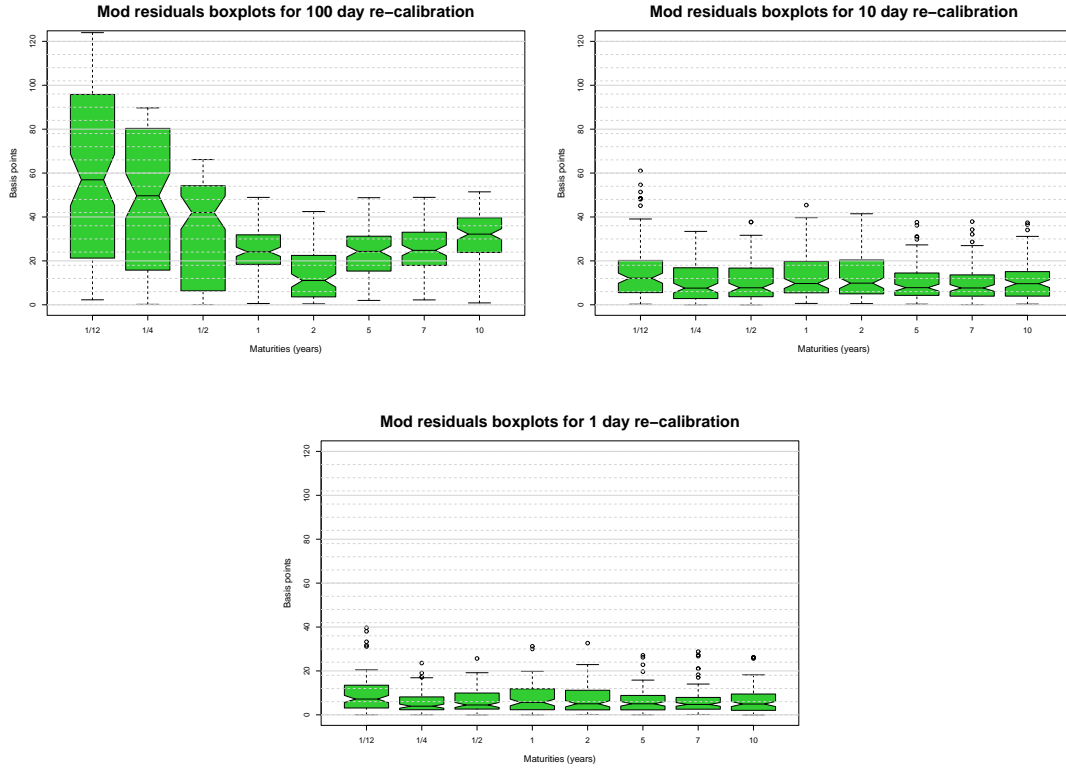 Mod residuals boxplots for 100 day re−calibration
120
100
80
60
40
20
0
Basis points
1/12 1/4 1/2 1 2 5 7 10
Maturities (years)
Mod residuals boxplots for 10 day re−calibration
120
100
80
60
40
20
0
Basis points
1/12 1/4 1/2 1 2 5 7 10
Maturities (years)
Mod residuals boxplots for 1 day re−calibration
120
100
80
60
40
20
0
Basis points
1/12 1/4 1/2 1 2 5 7 10
Maturities (years)